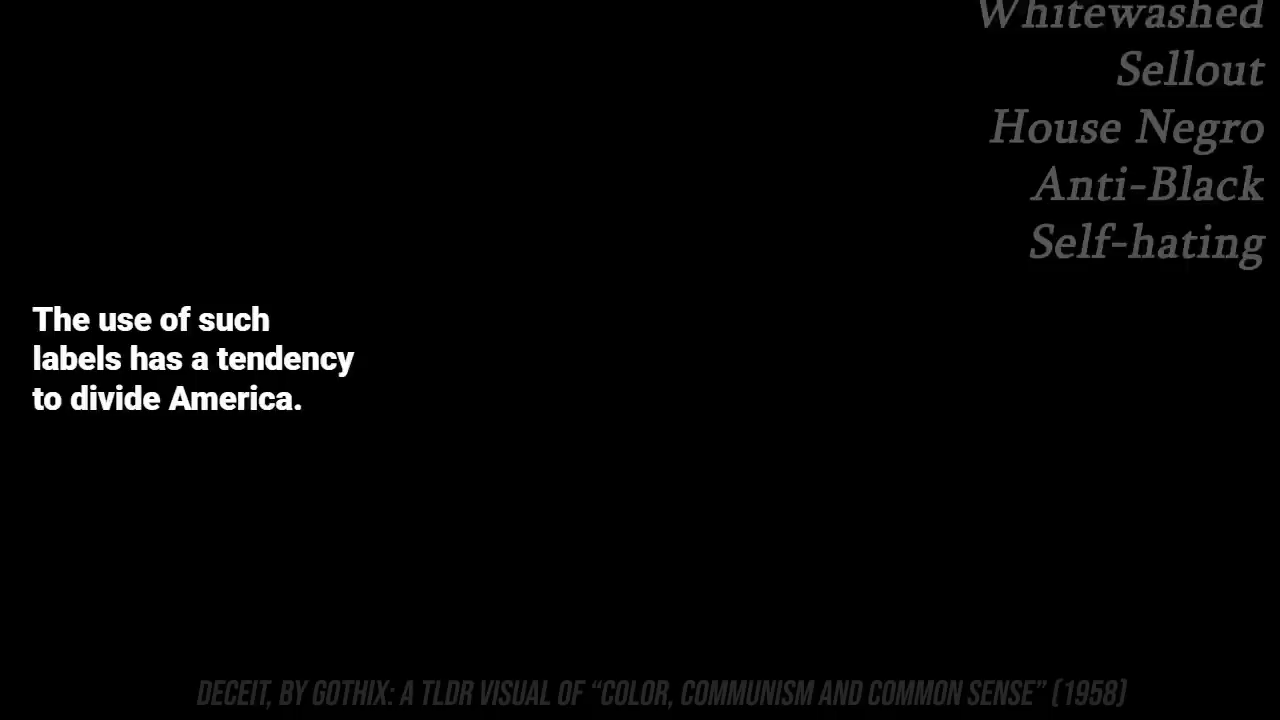 Whitewashed
Sellout
House Negro
Anti-Black
Self-hating
The use of such
labels has a tendency
to divide America.
DECEIT, BY GOTHIX: A TLDR VISUAL OF “COLOR, COMMUNISM AND COMMON SENSE” (1958)